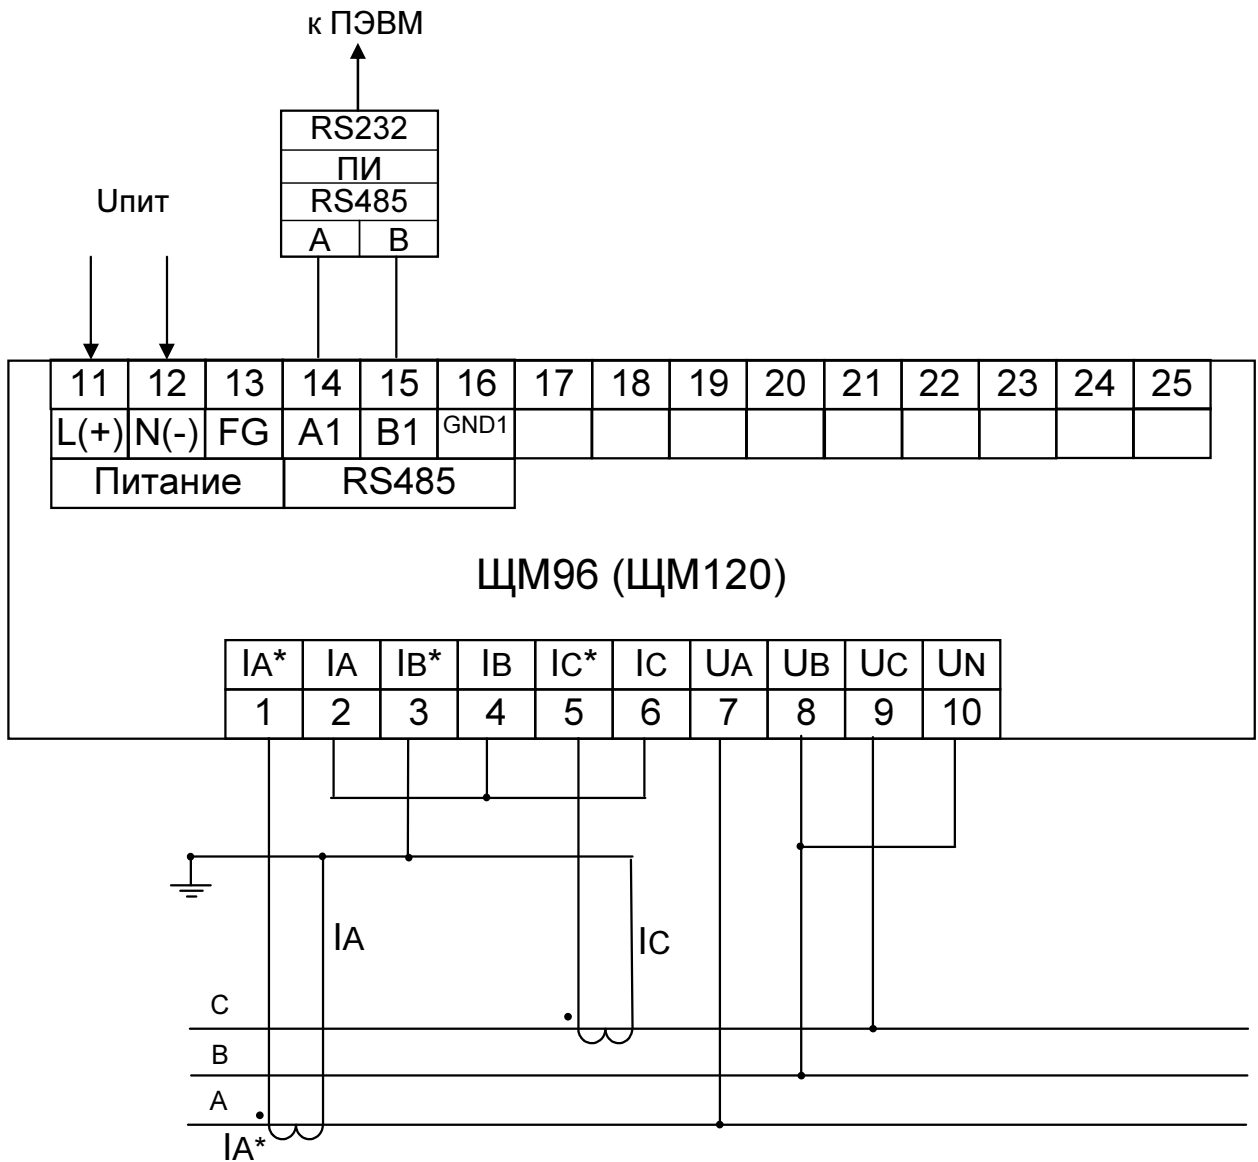 к ПЭВМ
RS232
ПИ
RS485
A B
Uпит
11 12 13 14 15 16 17 18 19 20 21 22 23 24 25
L(+) N(-) FG A1 B1 GND1
Питание RS485
ЩМ96 (ЩМ120)
IA* IA IB* IB IC* IC UA UB UC UN
1 2 3 4 5 6 7 8 9 10
IA IC
C
B
A
IA*